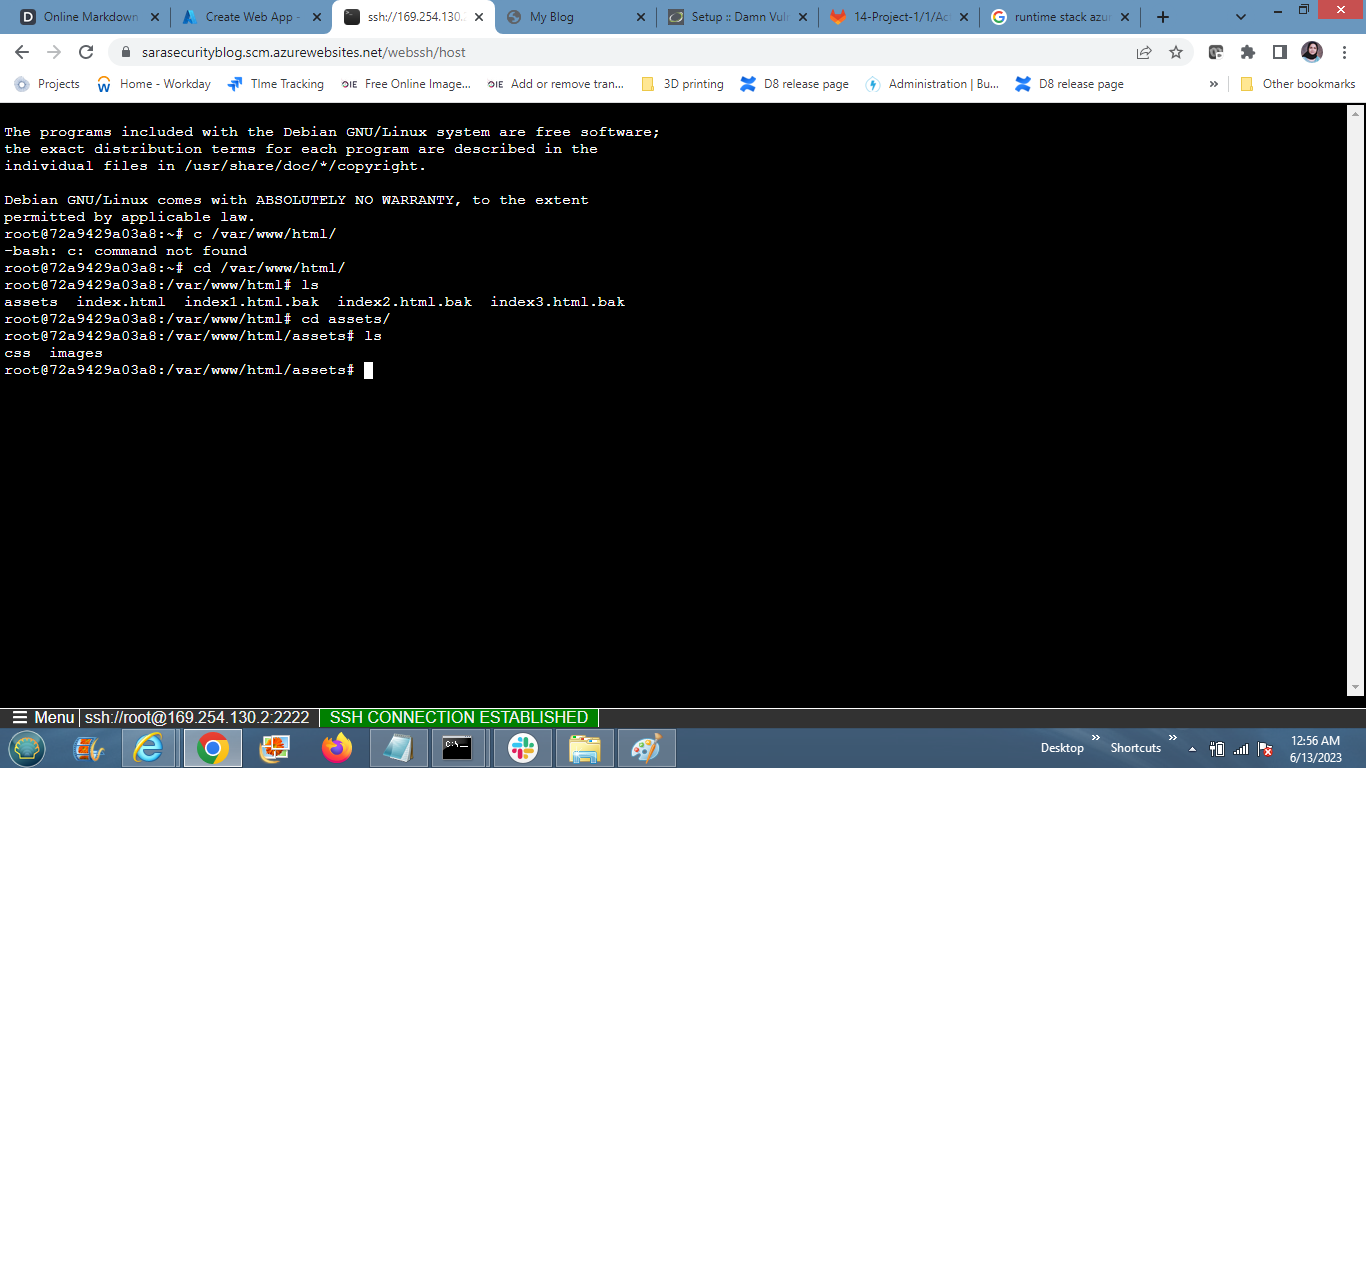 Online Markdown
Create Web App -
ssh://169.254.130.
My Blog
Setup :: Damn Vuln
14-Project-1/1/Ac
runtime stack azur
sarasecurityblog.scm.azurewebsites.net/webssh/host
Projects
Home - Workday
TIme Tracking
Free Online Image...
Add or remove tran...
3D printing
D8 release page
Administration | Bu...
D8 release page
»
Other bookmarks
The programs included with the Debian GNU/Linux system are free software;
the exact distribution terms for each program are described in the
individual files in /usr/share/doc/*/copyright.
Debian GNU/Linux comes with ABSOLUTELY NO WARRANTY, to the extent
permitted by applicable law.
root@72a9429a03a8:~# c /var/www/html/
-bash: c: command not found
root@72a9429a03a8:~# cd /var/www/html/
root@72a9429a03a8:/var/www/html# ls
assets  index.html  index1.html.bak  index2.html.bak  index3.html.bak
root@72a9429a03a8:/var/www/html# cd assets/
root@72a9429a03a8:/var/www/html/assets# ls
css  images
root@72a9429a03a8:/var/www/html/assets#
Menu
ssh://root@169.254.130.2:2222
SSH CONNECTION ESTABLISHED
Desktop »
Shortcuts »
12:56 AM
6/13/2023